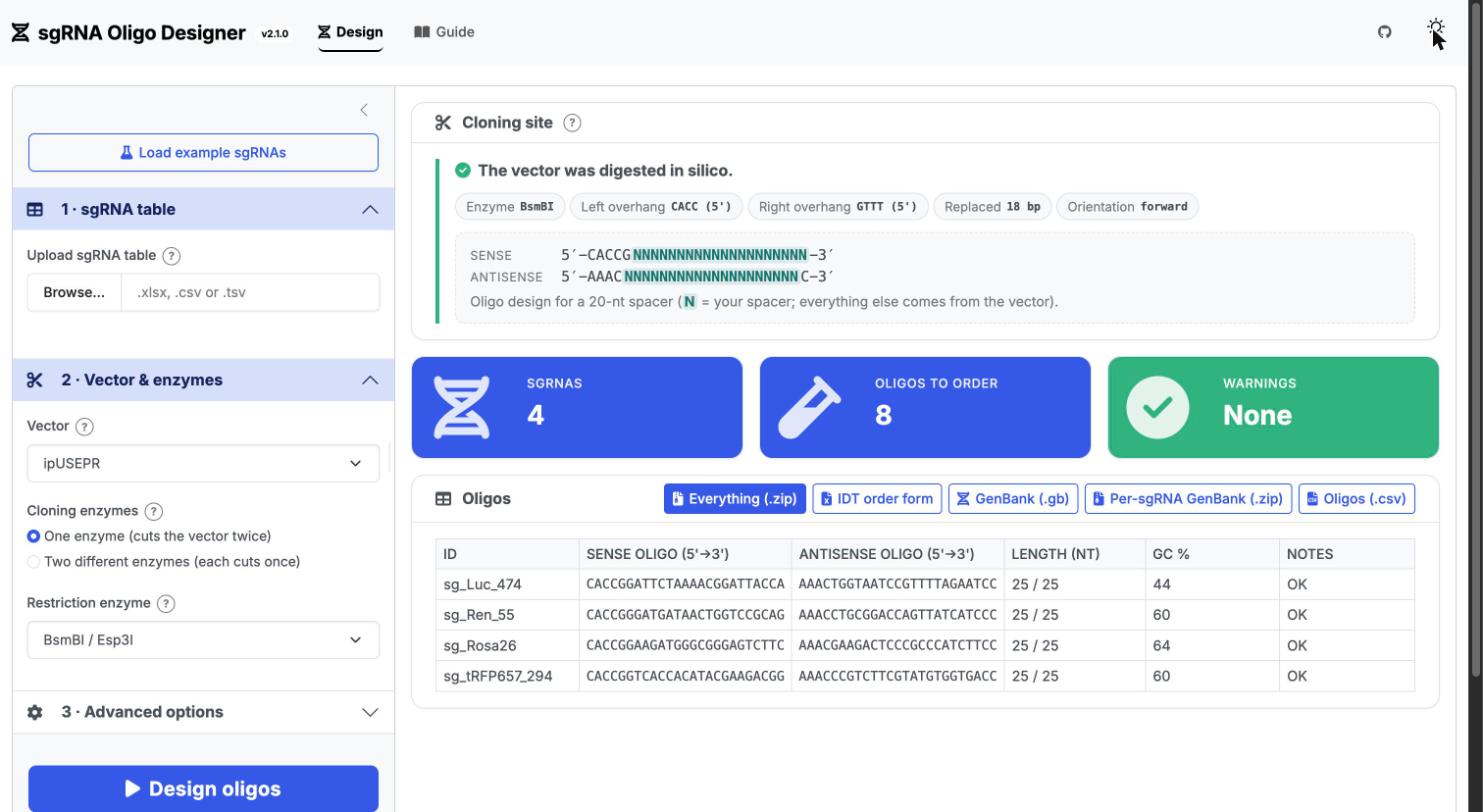 sgRNA Oligo Designer v2.1.0 Design Guide
Load example sgRNAs
1 · sgRNA table
Upload sgRNA table ?
Browse... .xlsx, .csv or .tsv
2 · Vector & enzymes
Vector ?
ipUSEPR
Cloning enzymes ?
One enzyme (cuts the vector twice)
Two different enzymes (each cuts once)
Restriction enzyme ?
BsmBI / Esp3I
3 · Advanced options
Design oligos
Cloning site ?
The vector was digested in silico.
Enzyme BsmBI Left overhang CACC (5') Right overhang GTTT (5') Replaced 18 bp Orientation forward
SENSE 5′–CACCGNNNNNNNNNNNNNNNNNNNN–3′
ANTISENSE 5′–AAACNNNNNNNNNNNNNNNNNNNNC–3′
Oligo design for a 20-nt spacer (N = your spacer; everything else comes from the vector).
SGRNAS
4
OLIGOS TO ORDER
8
WARNINGS
None
Oligos Everything (.zip) IDT order form GenBank (.gb) Per-sgRNA GenBank (.zip) Oligos (.csv)
ID SENSE OLIGO (5'→3') ANTISENSE OLIGO (5'→3') LENGTH (NT) GC % NOTES
sg_Luc_474 CACCGGATTCTAAAACGGATTACCA AAACTGGTAATCCGTTTTAGAATCC 25 / 25 44 OK
sg_Ren_55 CACCGGGATGATAACTGGTCCGCAG AAACCTGCGGACCAGTTATCATCCC 25 / 25 60 OK
sg_Rosa26 CACCGGAAGATGGGCGGGAGTCTTC AAACGAAGACTCCCGCCCATCTTCC 25 / 25 64 OK
sg_tRFP657_294 CACCGGTCACCACATACGAAGACGG AAACCCGTCTTCGTATGTGGTGACC 25 / 25 60 OK